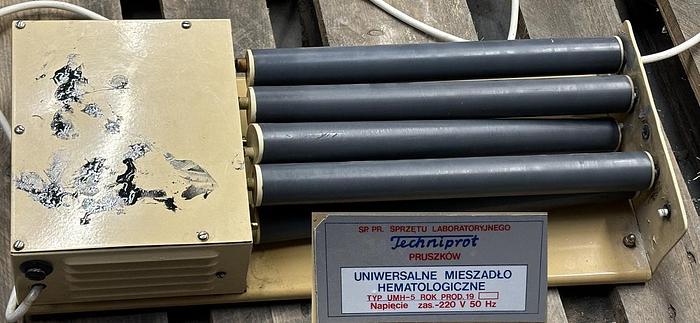 SP. PR. SPRZĘTU LABORATORYJNEGO
Techniprot
PRUSZKÓW
UNIWERSALNE MIESZADŁO
HEMATOLOGICZNE
TYP UMH-5 ROK PROD. 19
Napięcie zas.-220 V 50 Hz